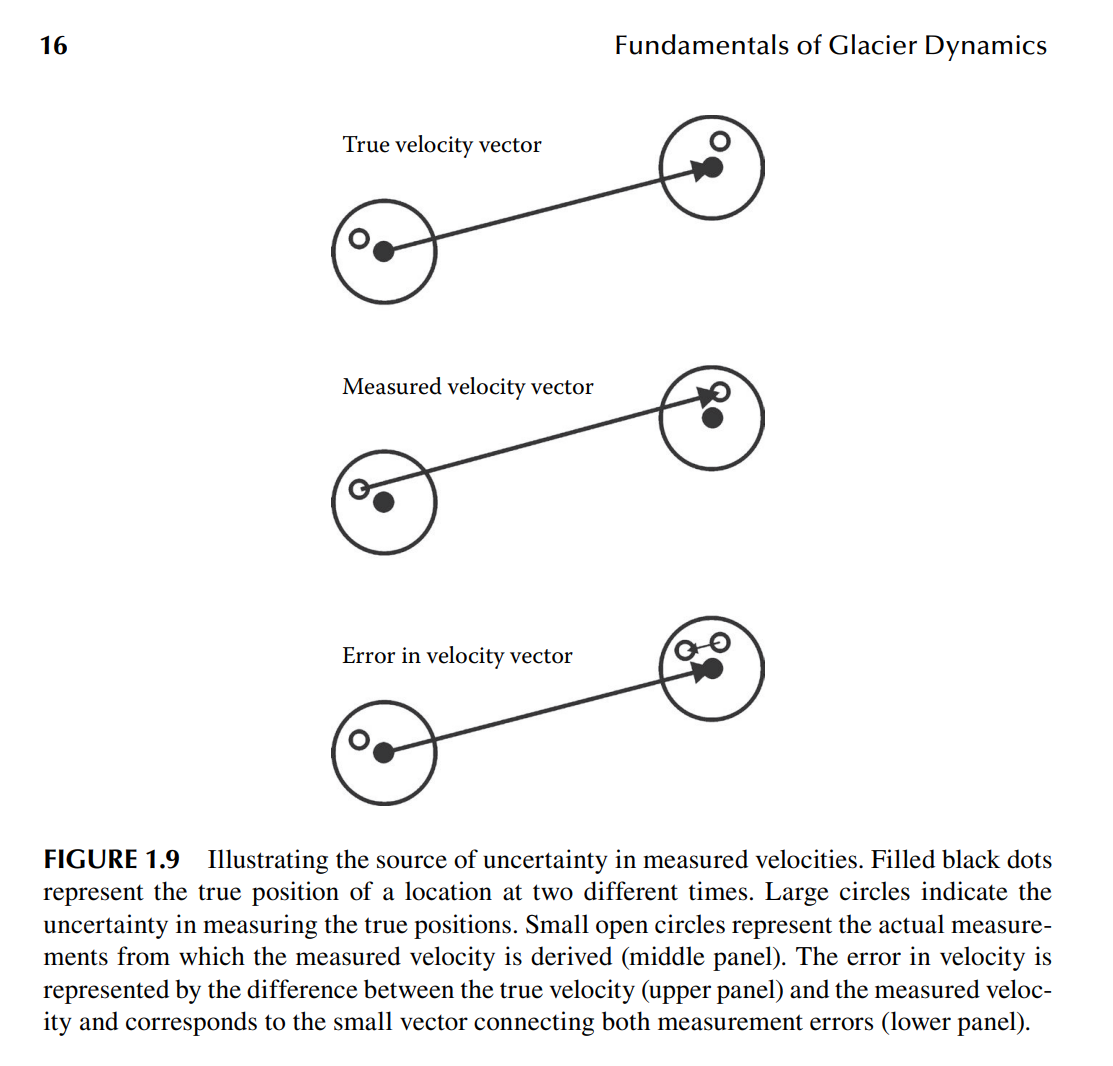 16
Fundamentals of Glacier Dynamics
True velocity vector
Measured velocity vector
Error in velocity vector
FIGURE 1.9 Illustrating the source of uncertainty in measured velocities. Filled black dots
represent the true position of a location at two different times. Large circles indicate the
uncertainty in measuring the true positions. Small open circles represent the actual measure-
ments from which the measured velocity is derived (middle panel). The error in velocity is
represented by the difference between the true velocity (upper panel) and the measured veloc-
ity and corresponds to the small vector connecting both measurement errors (lower panel).